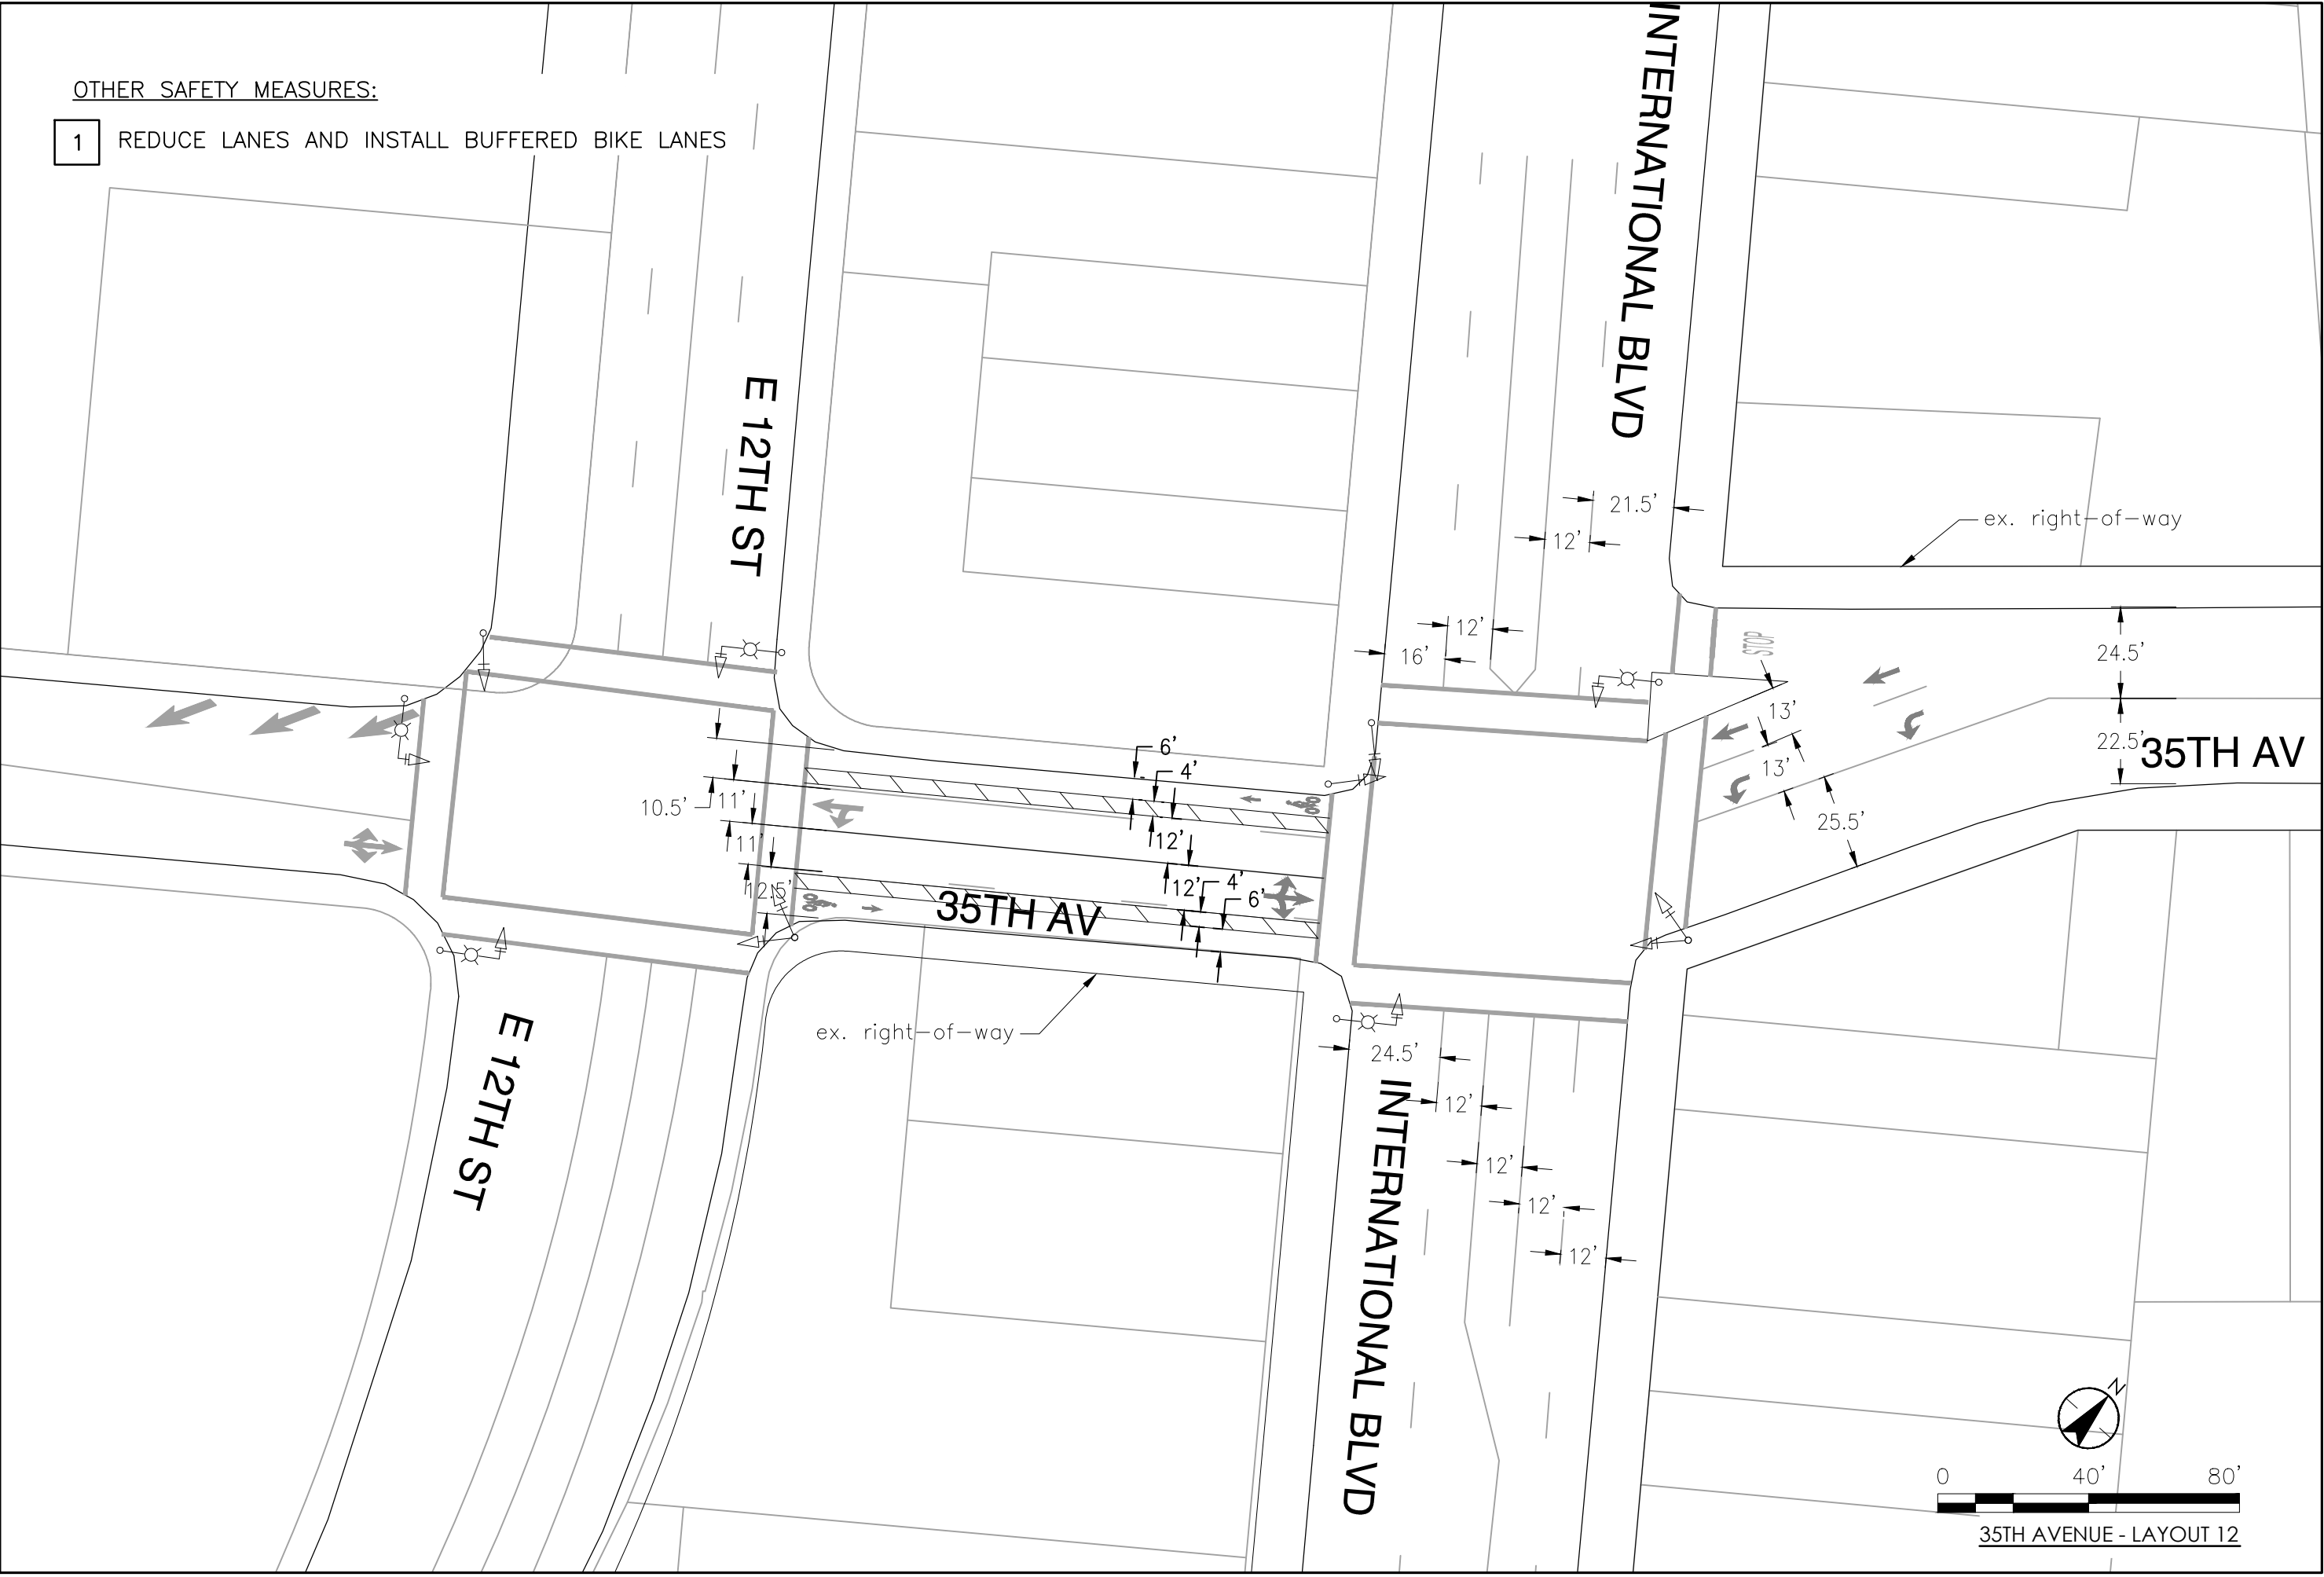 OTHER SAFETY MEASURES:
1 REDUCE LANES AND INSTALL BUFFERED BIKE LANES
INTERNATIONAL BLVD
E 12TH ST
21.5'
12'
ex. right-of-way
12'
16'
STOP
24.5'
13'
13'
22.5'
35TH AV
25.5'
6'
4'
10.5'
11'
12'
11'
12'
4'
6'
12.5'
35TH AV
ex. right-of-way
E 12TH ST
24.5'
INTERNATIONAL BLVD
12'
12'
12'
12'
N
0 40' 80'
35TH AVENUE - LAYOUT 12